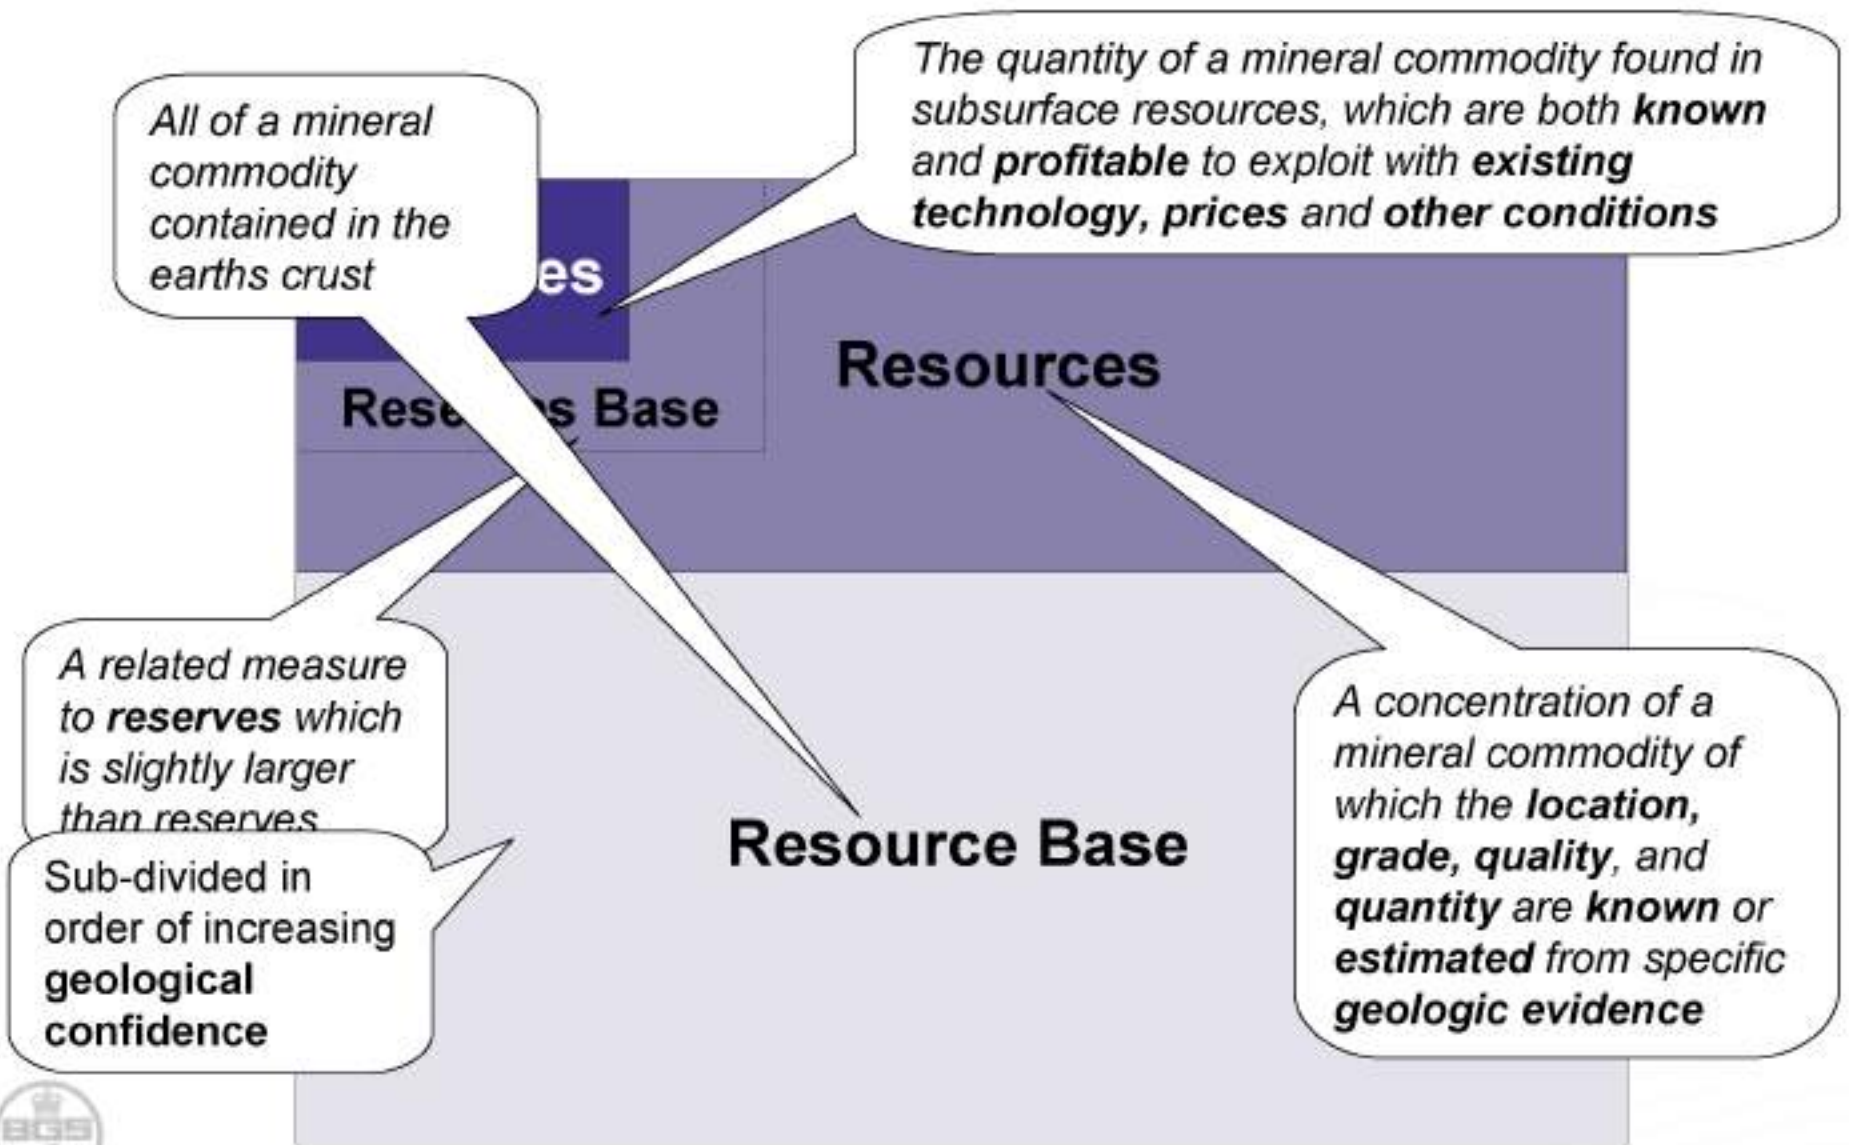 All of a mineral
commodity
contained in the
earths crust
The quantity of a mineral commodity found in
subsurface resources, which are both known
and profitable to exploit with existing
technology, prices and other conditions
es
Resources
Rese es Base
A related measure
to reserves which
is slightly larger
than reserves
Sub-divided in
order of increasing
geological
confidence
Resource Base
A concentration of a
mineral commodity of
which the location,
grade, quality, and
quantity are known or
estimated from specific
geologic evidence
BGS